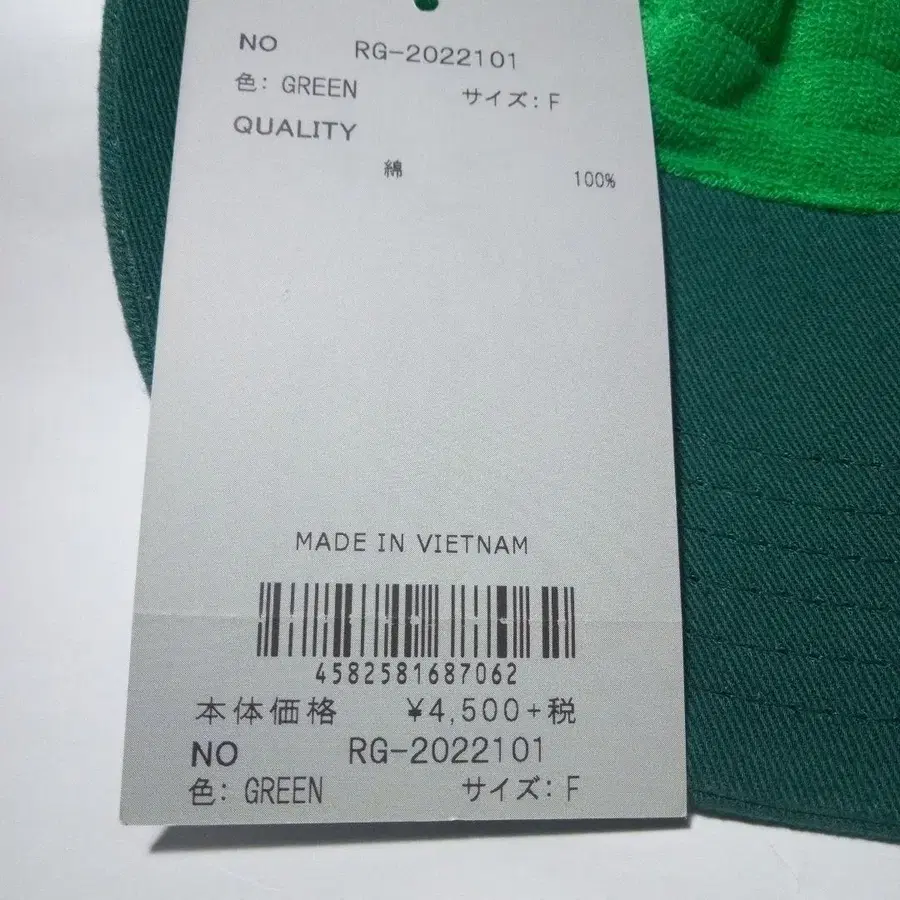 NO RG-2022101
色: GREEN サイズ: F
QUALITY
綿 100%
MADE IN VIETNAM
4582581687062
本体価格 ¥4,500+税
NO RG-2022101
色: GREEN サイズ: F